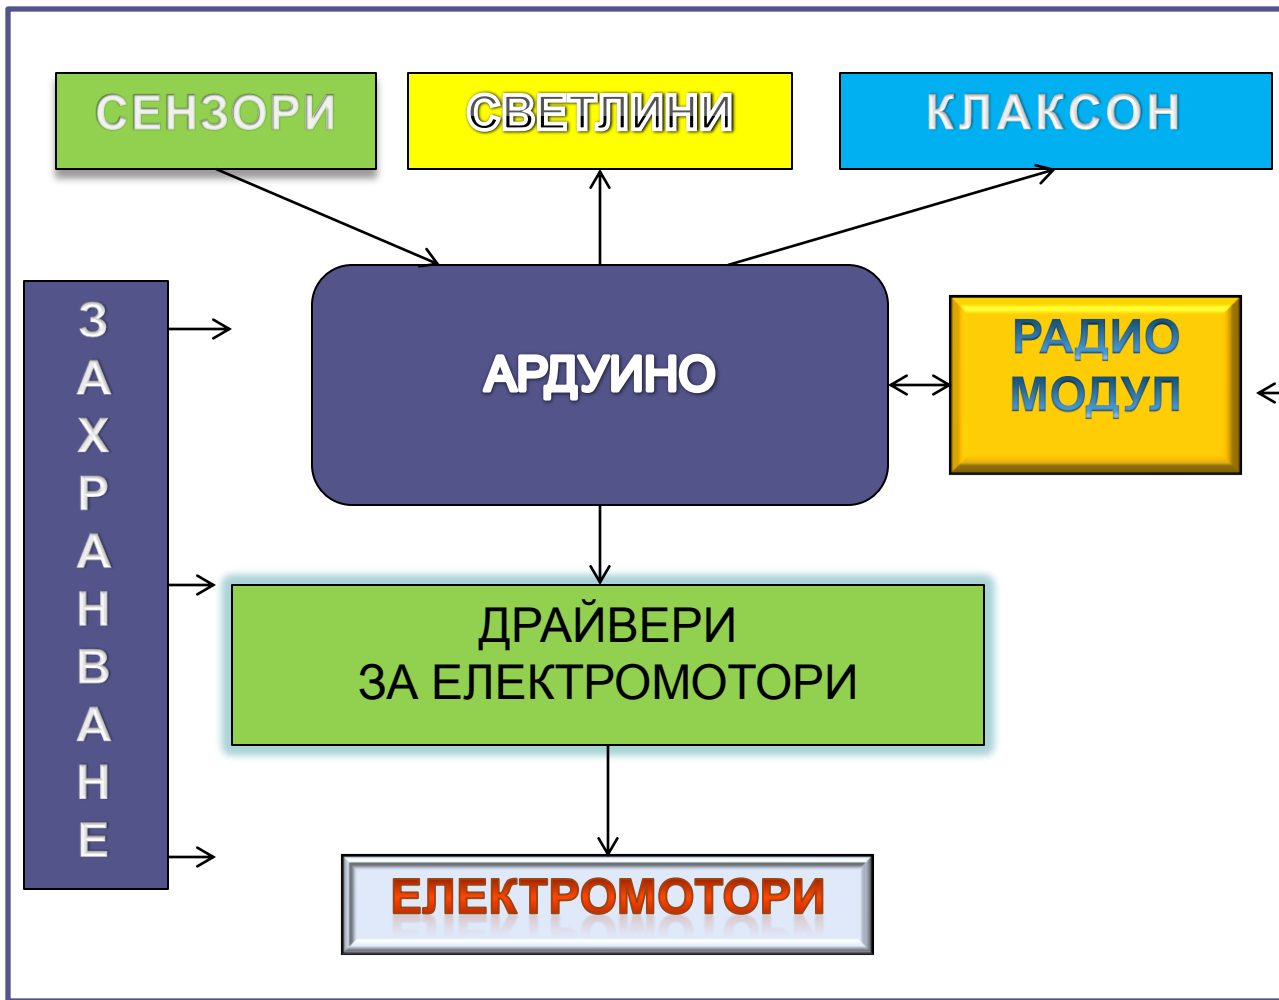 СЕНЗОРИ
СВЕТЛИНИ
КЛАКСОН
З
А
Х
Р
А
Н
В
А
Н
Е
АРДУИНО
РАДИО
МОДУЛ
ДРАЙВЕРИ
ЗА ЕЛЕКТРОМОТОРИ
ЕЛЕКТРОМОТОРИ